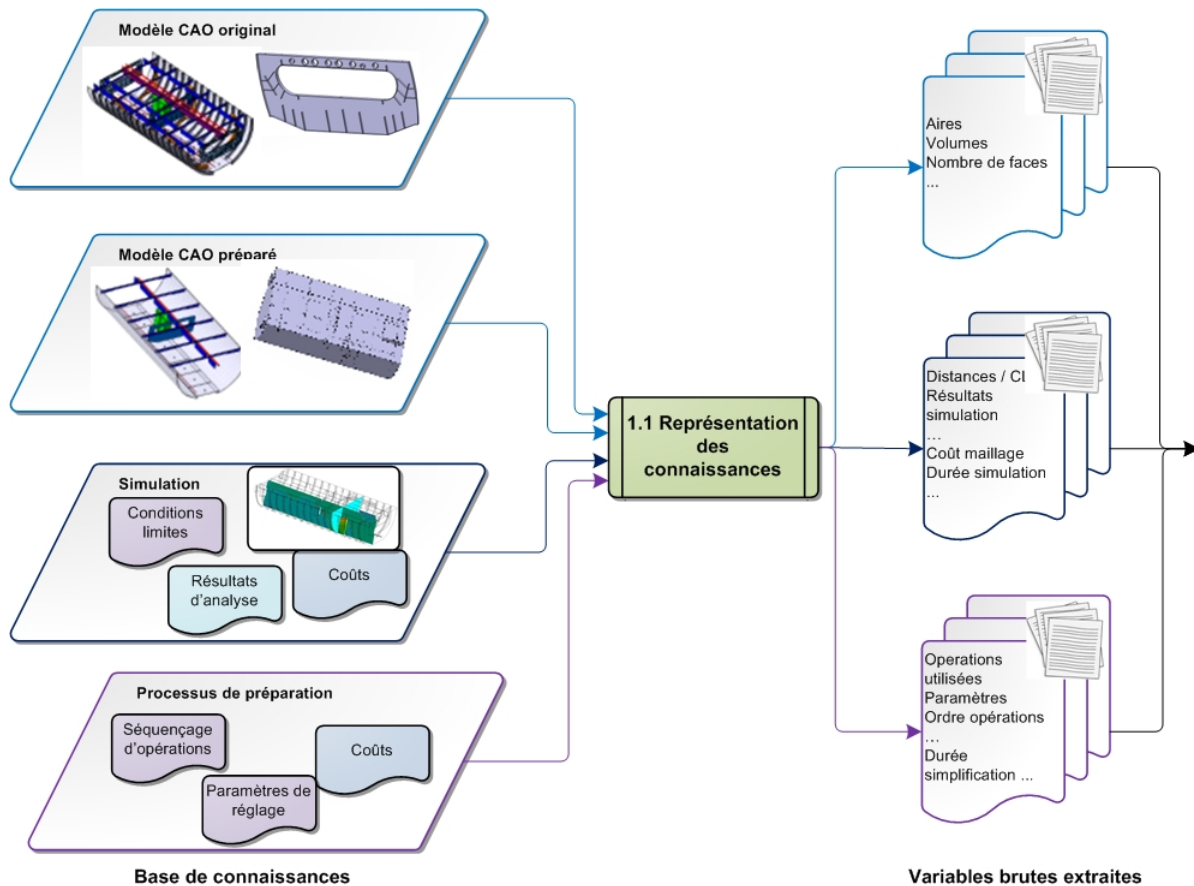 Modèle CAO original
Modèle CAO préparé
Simulation
Conditions
limites
Résultats
d'analyse
Coûts
Processus de préparation
Séquençage
d'opérations
Paramètres de
réglage
Coûts
Base de connaissances
1.1 Représentation
des
connaissances
Aires
Volumes
Nombre de faces
...
Distances / CL
Résultats
simulation
...
Coût maillage
Durée simulation
...
Operations
utilisées
Paramètres
Ordre opérations
...
Durée
simplification ...
Variables brutes extraites